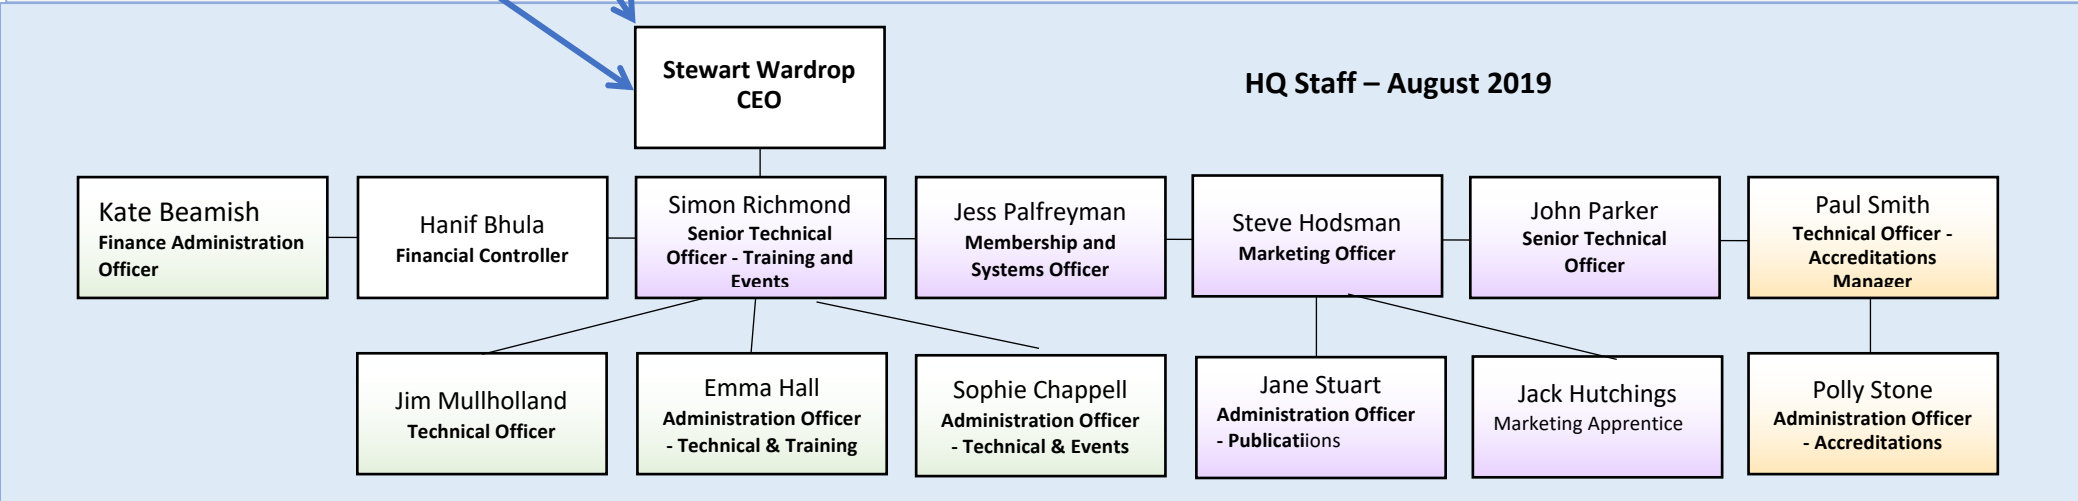 Stewart Wardrop
CEO
HQ Staff – August 2019
Kate Beamish
Finance Administration
Officer
Hanif Bhula
Financial Controller
Simon Richmond
Senior Technical
Officer - Training and
Events
Jess Palfreyman
Membership and
Systems Officer
Steve Hodsman
Marketing Officer
John Parker
Senior Technical
Officer
Paul Smith
Technical Officer -
Accreditations
Manager
Jim Mullholland
Technical Officer
Emma Hall
Administration Officer
- Technical & Training
Sophie Chappell
Administration Officer
- Technical & Events
Jane Stuart
Administration Officer
- Publicatiions
Jack Hutchings
Marketing Apprentice
Polly Stone
Administration Officer
- Accreditations